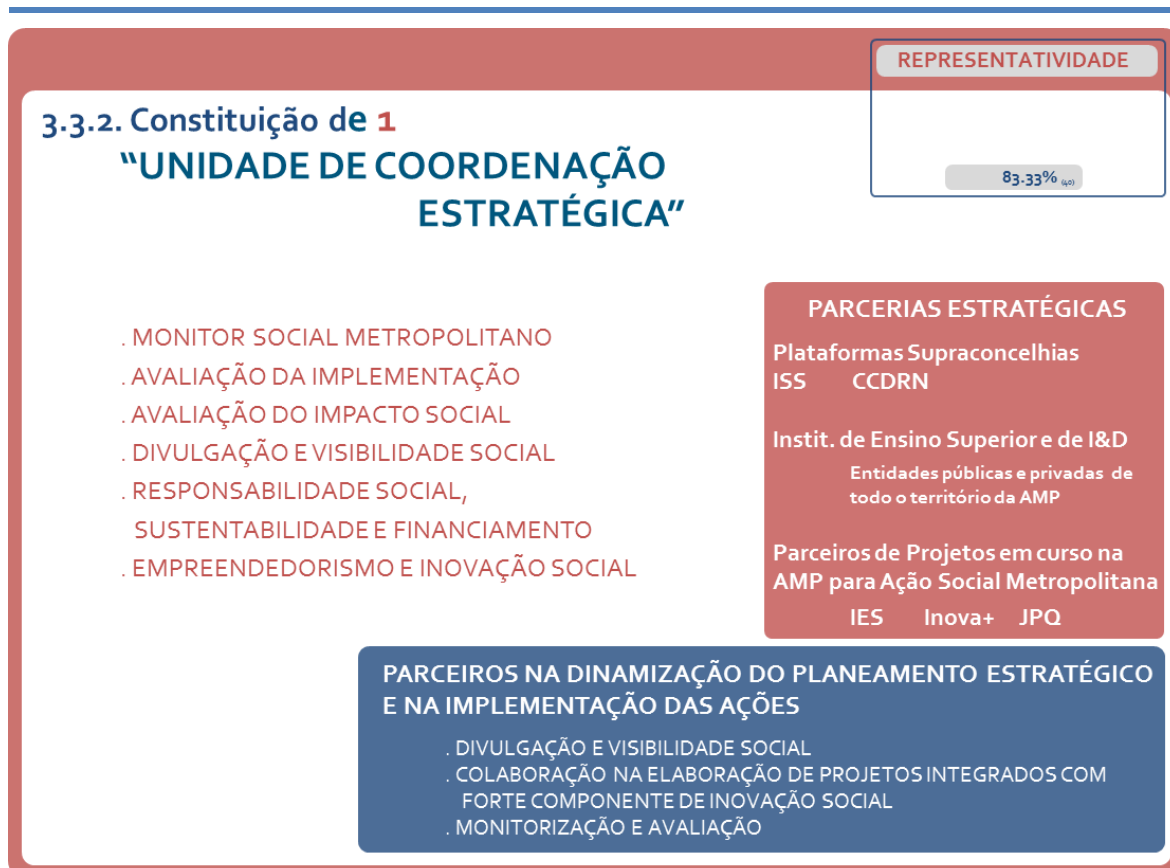 REPRESENTATIVIDADE
83.33% (40)
3.3.2. Constituição de 1
“UNIDADE DE COORDENAÇÃO
ESTRATÉGICA”
. MONITOR SOCIAL METROPOLITANO
. AVALIAÇÃO DA IMPLEMENTAÇÃO
. AVALIAÇÃO DO IMPACTO SOCIAL
. DIVULGAÇÃO E VISIBILIDADE SOCIAL
. RESPONSABILIDADE SOCIAL,
SUSTENTABILIDADE E FINANCIAMENTO
. EMPREENDEDORISMO E INOVAÇÃO SOCIAL
PARCERIAS ESTRATÉGICAS
Plataformas Supraconcelhias
ISS CCDRN
Instit. de Ensino Superior e de I&D
Entidades públicas e privadas de
todo o território da AMP
Parceiros de Projetos em curso na
AMP para Ação Social Metropolitana
IES Inova+ JPQ
PARCEIROS NA DINAMIZAÇÃO DO PLANEAMENTO ESTRATÉGICO
E NA IMPLEMENTAÇÃO DAS AÇÕES
. DIVULGAÇÃO E VISIBILIDADE SOCIAL
. COLABORAÇÃO NA ELABORAÇÃO DE PROJETOS INTEGRADOS COM
FORTE COMPONENTE DE INOVAÇÃO SOCIAL
. MONITORIZAÇÃO E AVALIAÇÃO